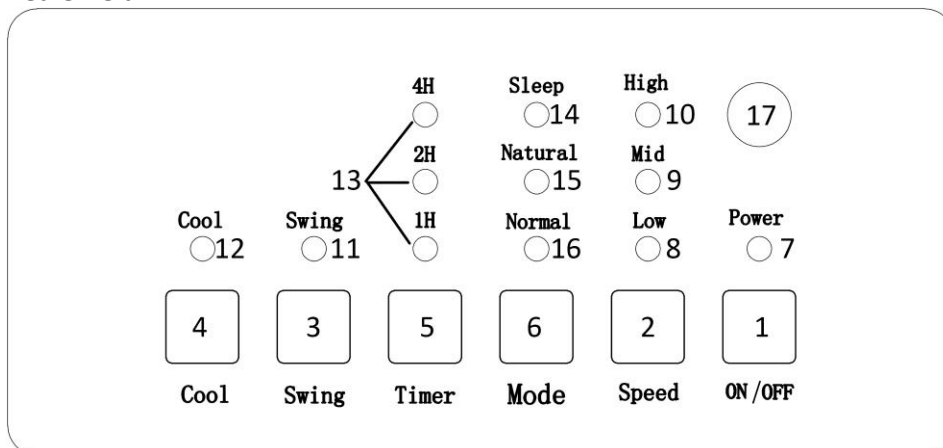 4H Sleep High
14 10 17
2H Natural Mid
13 15 9
Cool Swing 1H Normal Low Power
12 11 16 8 7
4 3 5 6 2 1
Cool Swing Timer Mode Speed ON/OFF